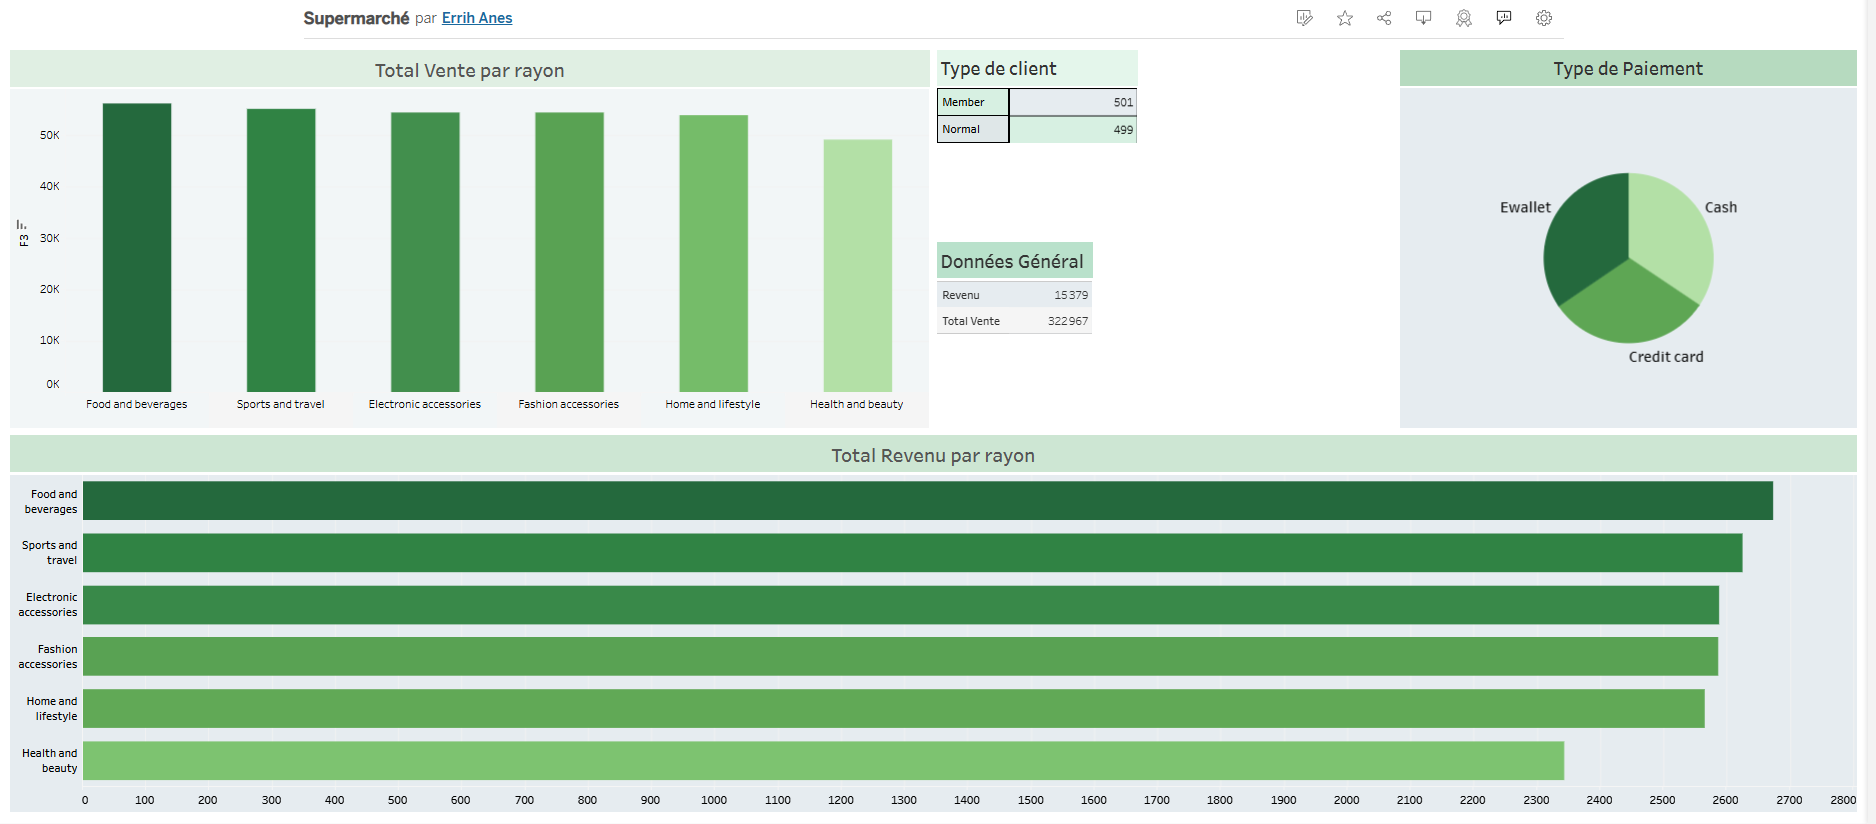 Supermarché par Errih Anes
Total Vente par rayon
F3
50K
40K
30K
20K
10K
0K
Food and beverages
Sports and travel
Electronic accessories
Fashion accessories
Home and lifestyle
Health and beauty
Type de client
Member 501
Normal 499
Données Général
Revenu 15379
Total Vente 322967
Type de Paiement
Ewallet
Cash
Credit card
Total Revenu par rayon
Food and
beverages
Sports and
travel
Electronic
accessories
Fashion
accessories
Home and
lifestyle
Health and
beauty
0 100 200 300 400 500 600 700 800 900 1000 1100 1200 1300 1400 1500 1600 1700 1800 1900 2000 2100 2200 2300 2400 2500 2600 2700 2800